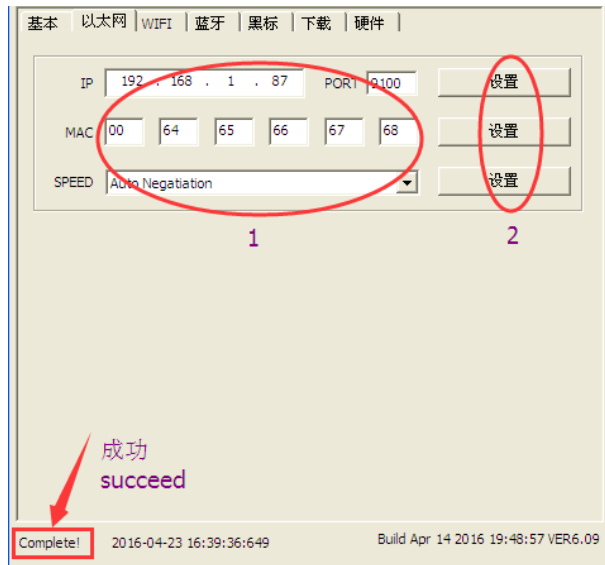 基本 以太网 WIFI 蓝牙 黑标 下载 硬件
IP 192 . 168 . 1 . 87 PORT 9100 设置
MAC 00 64 65 66 67 68 设置
SPEED Auto Negatiation 设置
1 2
成功
succeed
Complete! 2016-04-23 16:39:36:649 Build Apr 14 2016 19:48:57 VER6.09